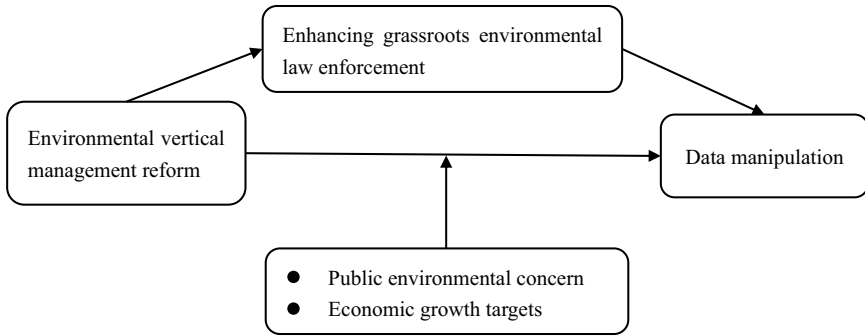 Enhancing grassroots environmental
law enforcement
Environmental vertical
management reform
Data manipulation
● Public environmental concern
● Economic growth targets